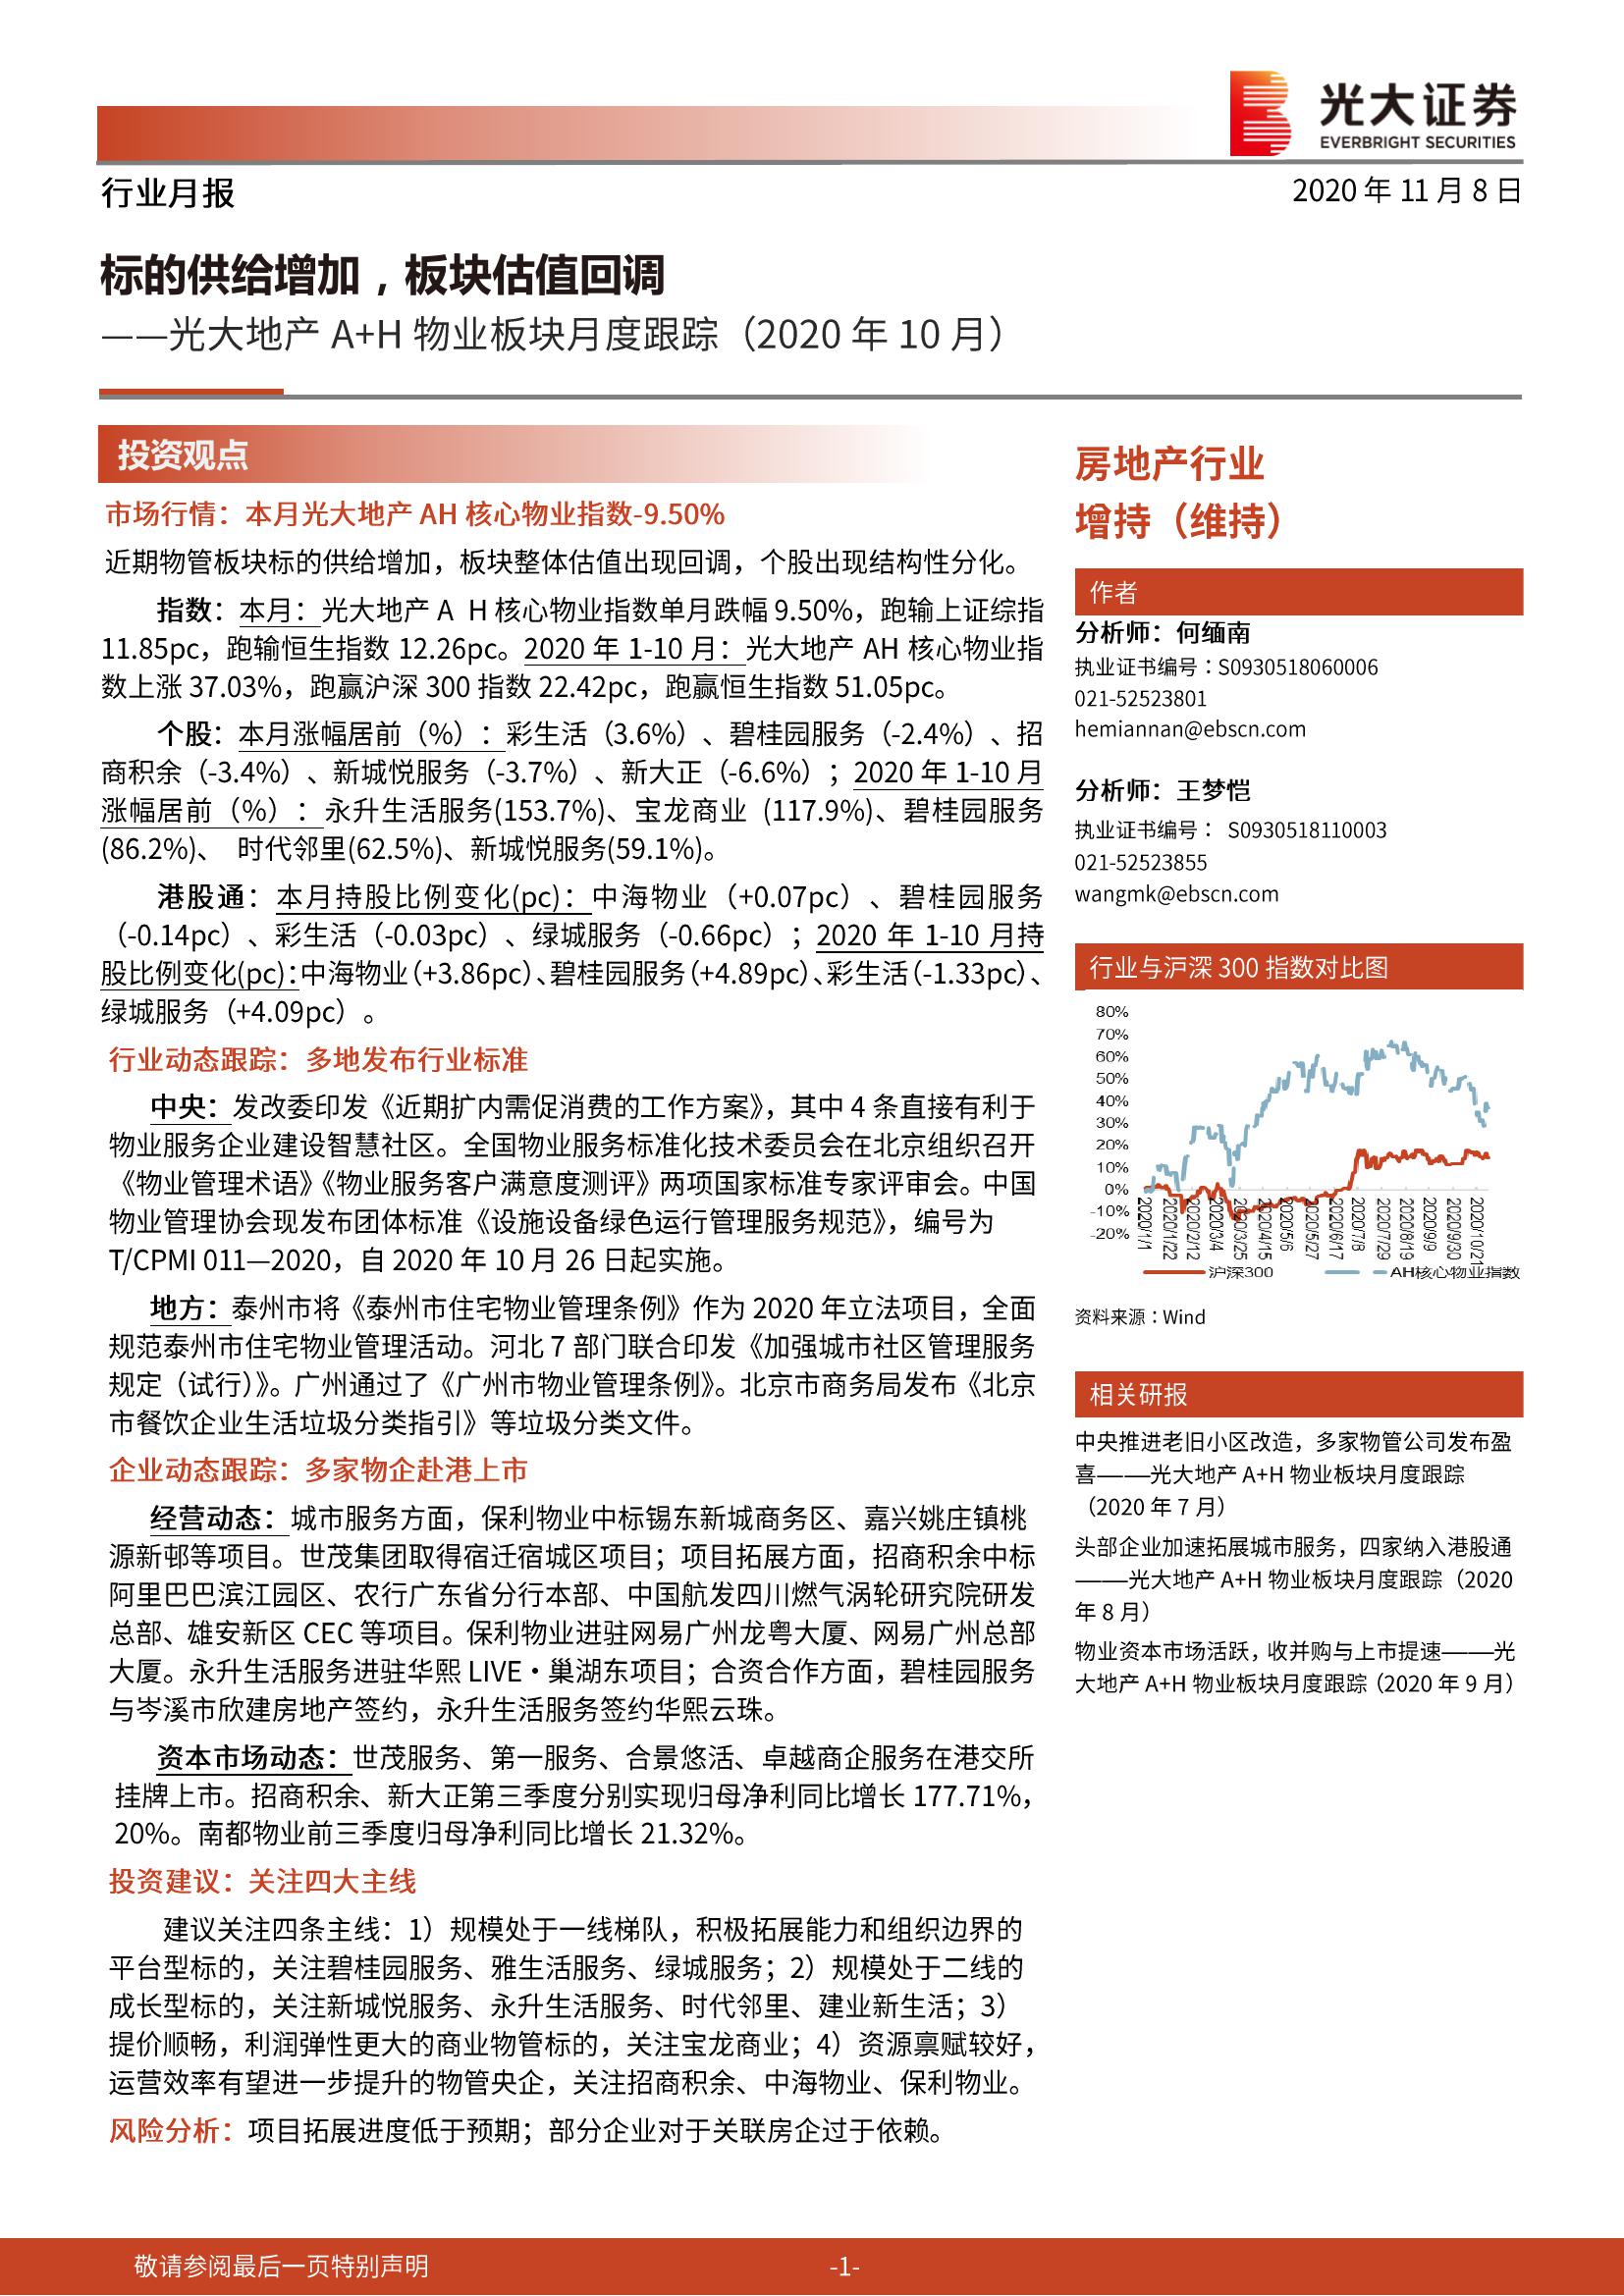 光大证券
EVERBRIGHT SECURITIES
行业月报
2020 年 11 月 8 日
标的供给增加，板块估值回调
——光大地产 A+H 物业板块月度跟踪（2020 年 10 月）
投资观点
市场行情：本月光大地产 AH 核心物业指数-9.50%
近期物管板块标的供给增加，板块整体估值出现回调，个股出现结构性分化。
指数：本月：光大地产 A H 核心物业指数单月跌幅 9.50%，跑输上证综指
11.85pc，跑输恒生指数 12.26pc。2020 年 1-10 月：光大地产 AH 核心物业指
数上涨 37.03%，跑赢沪深 300 指数 22.42pc，跑赢恒生指数 51.05pc。
个股：本月涨幅居前（%）：彩生活（3.6%）、碧桂园服务（-2.4%）、招
商积余（-3.4%）、新城悦服务（-3.7%）、新大正（-6.6%）；2020 年 1-10 月
涨幅居前（%）：永升生活服务(153.7%)、宝龙商业 (117.9%)、碧桂园服务
(86.2%)、 时代邻里(62.5%)、新城悦服务(59.1%)。
港股通：本月持股比例变化(pc)：中海物业（+0.07pc）、碧桂园服务
（-0.14pc）、彩生活（-0.03pc）、绿城服务（-0.66pc）；2020 年 1-10 月持
股比例变化(pc)：中海物业（+3.86pc）、碧桂园服务（+4.89pc）、彩生活（-1.33pc）、
绿城服务（+4.09pc）。
行业动态跟踪：多地发布行业标准
中央：发改委印发《近期扩内需促消费的工作方案》，其中 4 条直接有利于
物业服务企业建设智慧社区。全国物业服务标准化技术委员会在北京组织召开
《物业管理术语》《物业服务客户满意度测评》两项国家标准专家评审会。中国
物业管理协会现发布团体标准《设施设备绿色运行管理服务规范》，编号为
T/CPMI 011—2020，自 2020 年 10 月 26 日起实施。
地方：泰州市将《泰州市住宅物业管理条例》作为 2020 年立法项目，全面
规范泰州市住宅物业管理活动。河北 7 部门联合印发《加强城市社区管理服务
规定（试行）》。广州通过了《广州市物业管理条例》。北京市商务局发布《北京
市餐饮企业生活垃圾分类指引》等垃圾分类文件。
企业动态跟踪：多家物企赴港上市
经营动态：城市服务方面，保利物业中标锡东新城商务区、嘉兴姚庄镇桃
源新邨等项目。世茂集团取得宿迁宿城区项目；项目拓展方面，招商积余中标
阿里巴巴滨江园区、农行广东省分行本部、中国航发四川燃气涡轮研究院研发
总部、雄安新区 CEC 等项目。保利物业进驻网易广州龙粤大厦、网易广州总部
大厦。永升生活服务进驻华熙 LIVE·巢湖东项目；合资合作方面，碧桂园服务
与岑溪市欣建房地产签约，永升生活服务签约华熙云珠。
资本市场动态：世茂服务、第一服务、合景悠活、卓越商企服务在港交所
挂牌上市。招商积余、新大正第三季度分别实现归母净利同比增长 177.71%，
20%。南都物业前三季度归母净利同比增长 21.32%。
投资建议：关注四大主线
建议关注四条主线：1）规模处于一线梯队，积极拓展能力和组织边界的
平台型标的，关注碧桂园服务、雅生活服务、绿城服务；2）规模处于二线的
成长型标的，关注新城悦服务、永升生活服务、时代邻里、建业新生活；3）
提价顺畅，利润弹性更大的商业物管标的，关注宝龙商业；4）资源禀赋较好，
运营效率有望进一步提升的物管央企，关注招商积余、中海物业、保利物业。
风险分析：项目拓展进度低于预期；部分企业对于关联房企过于依赖。
房地产行业
增持（维持）
作者
分析师：何缅南
执业证书编号：S0930518060006
021-52523801
hemiannan@ebscn.com
分析师：王梦恺
执业证书编号： S0930518110003
021-52523855
wangmk@ebscn.com
行业与沪深 300 指数对比图
80%
70%
60%
50%
40%
30%
20%
10%
0%
-10%
-20%
2020/1/1 2020/1/22 2020/2/12 2020/3/4 2020/3/25 2020/4/15 2020/5/6 2020/5/27 2020/6/17 2020/7/8 2020/7/29 2020/8/19 2020/9/9 2020/9/30 2020/10/21
沪深300 AH核心物业指数
资料来源：Wind
相关研报
中央推进老旧小区改造，多家物管公司发布盈
喜——光大地产 A+H 物业板块月度跟踪
（2020 年 7 月）
头部企业加速拓展城市服务，四家纳入港股通
——光大地产 A+H 物业板块月度跟踪（2020
年 8 月）
物业资本市场活跃，收并购与上市提速——光
大地产 A+H 物业板块月度跟踪（2020 年 9 月）
敬请参阅最后一页特别声明
-1-